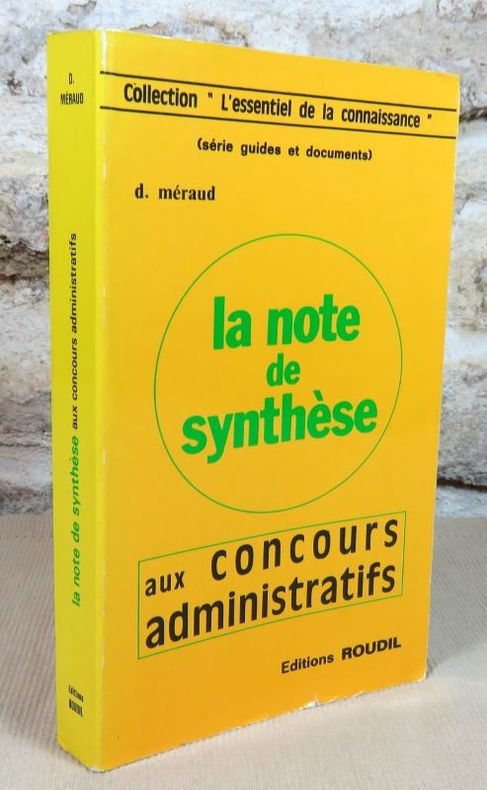 D.
MÉRAUD
la note de synthèse aux concours administratifs
Editions
ROUDIL
Collection " L'essentiel de la connaissance "
(série guides et documents)
d. méraud
la note
de
synthèse
aux concours
administratifs
Editions ROUDIL